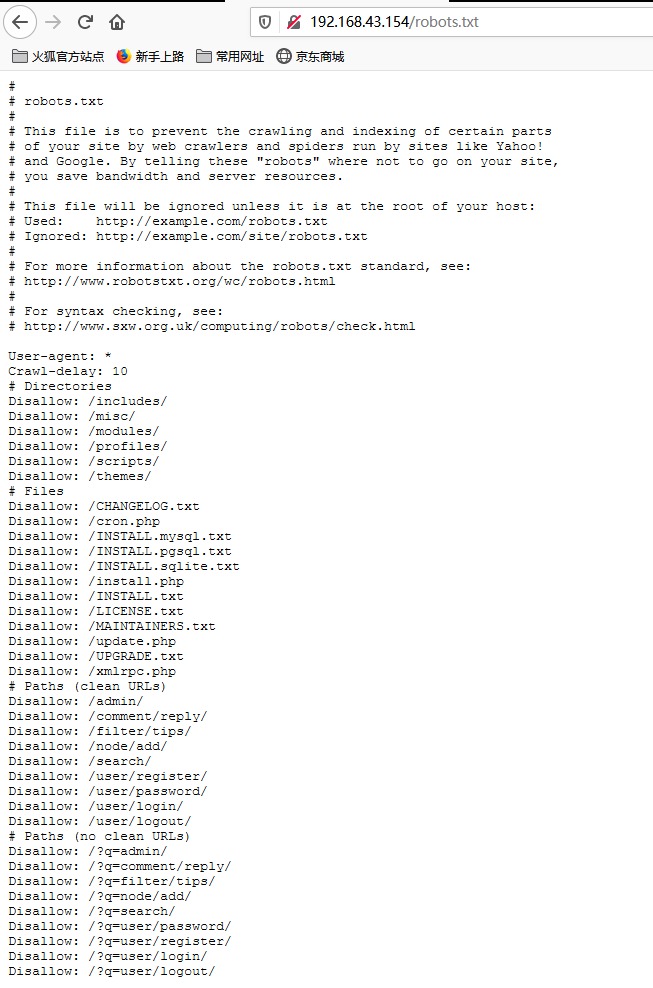 192.168.43.154/robots.txt
火狐官方站点 新手上路 常用网址 京东商城
#
# robots.txt
#
# This file is to prevent the crawling and indexing of certain parts
# of your site by web crawlers and spiders run by sites like Yahoo!
# and Google. By telling these "robots" where not to go on your site,
# you save bandwidth and server resources.
#
# This file will be ignored unless it is at the root of your host:
# Used:    http://example.com/robots.txt
# Ignored: http://example.com/site/robots.txt
#
# For more information about the robots.txt standard, see:
# http://www.robotstxt.org/wc/robots.html
#
# For syntax checking, see:
# http://www.sxw.org.uk/computing/robots/check.html

User-agent: *
Crawl-delay: 10
# Directories
Disallow: /includes/
Disallow: /misc/
Disallow: /modules/
Disallow: /profiles/
Disallow: /scripts/
Disallow: /themes/
# Files
Disallow: /CHANGELOG.txt
Disallow: /cron.php
Disallow: /INSTALL.mysql.txt
Disallow: /INSTALL.pgsql.txt
Disallow: /INSTALL.sqlite.txt
Disallow: /install.php
Disallow: /INSTALL.txt
Disallow: /LICENSE.txt
Disallow: /MAINTAINERS.txt
Disallow: /update.php
Disallow: /UPGRADE.txt
Disallow: /xmlrpc.php
# Paths (clean URLs)
Disallow: /admin/
Disallow: /comment/reply/
Disallow: /filter/tips/
Disallow: /node/add/
Disallow: /search/
Disallow: /user/register/
Disallow: /user/password/
Disallow: /user/login/
Disallow: /user/logout/
# Paths (no clean URLs)
Disallow: /?q=admin/
Disallow: /?q=comment/reply/
Disallow: /?q=filter/tips/
Disallow: /?q=node/add/
Disallow: /?q=search/
Disallow: /?q=user/password/
Disallow: /?q=user/register/
Disallow: /?q=user/login/
Disallow: /?q=user/logout/